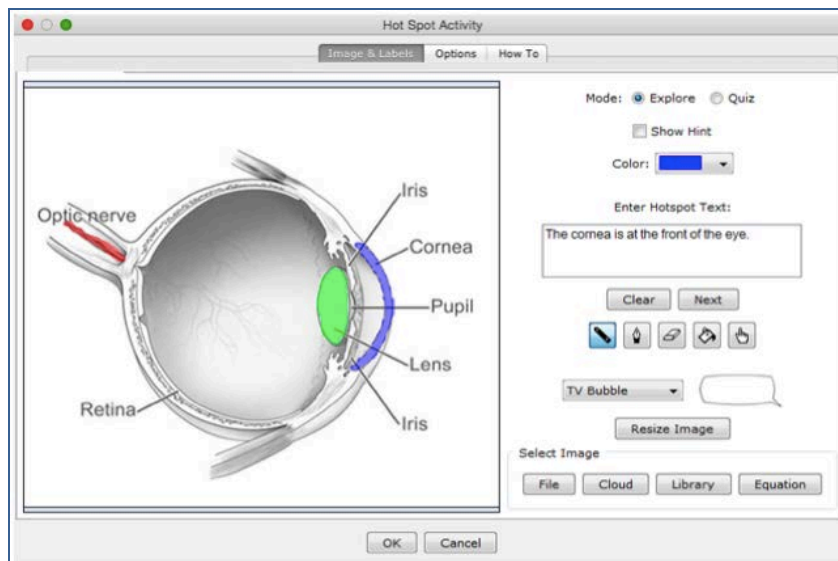 Hot Spot Activity
Image & Labels Options How To
Mode: Explore Quiz
Show Hint
Color:
Enter Hotspot Text:
The cornea is at the front of the eye.
Clear Next
TV Bubble
Resize Image
Select Image
File Cloud Library Equation
Iris
Optic nerve
Cornea
Pupil
Lens
Retina
Iris
OK Cancel